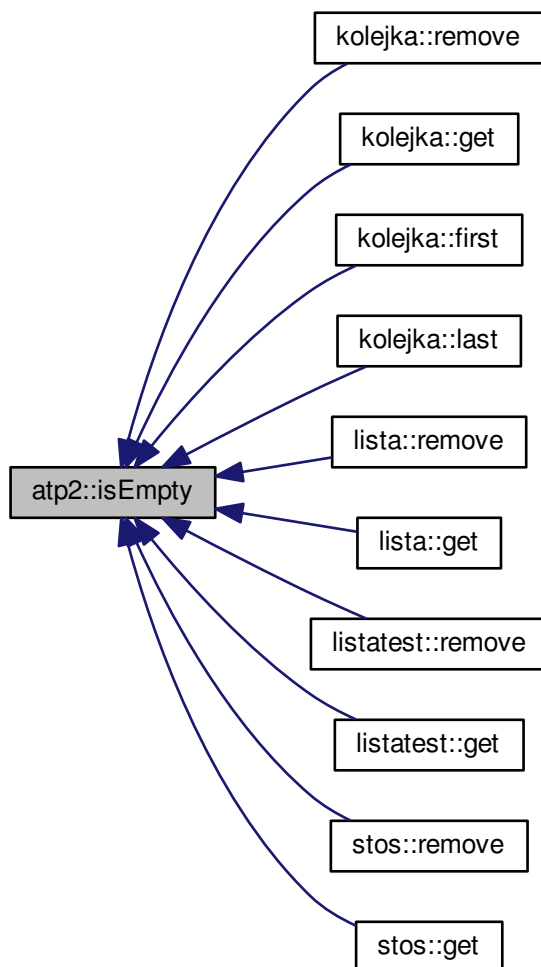 kolejka::remove
kolejka::get
kolejka::first
kolejka::last
lista::remove
atp2::isEmpty
lista::get
listatest::remove
listatest::get
stos::remove
stos::get